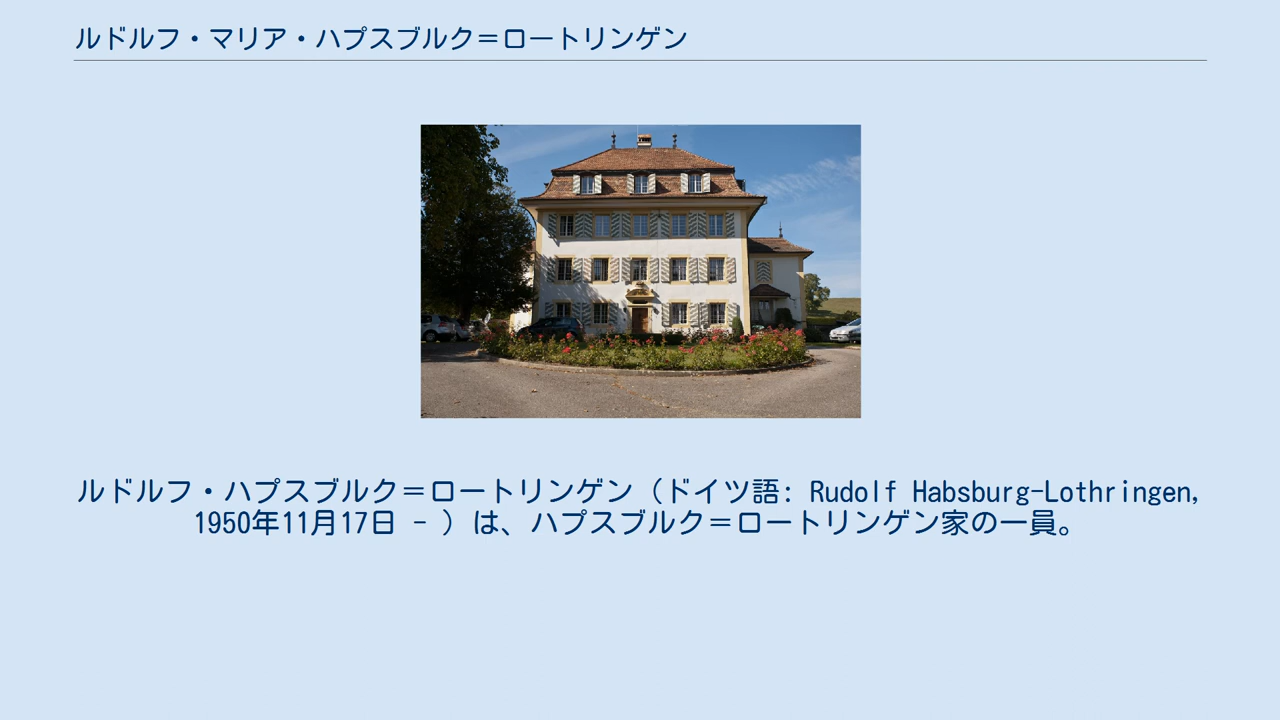 ルドルフ・マリア・ハプスブルク＝ロートリンゲン
ルドルフ・ハプスブルク＝ロートリンゲン（ドイツ語: Rudolf Habsburg-Lothringen,
1950年11月17日 - ）は、ハプスブルク＝ロートリンゲン家の一員。